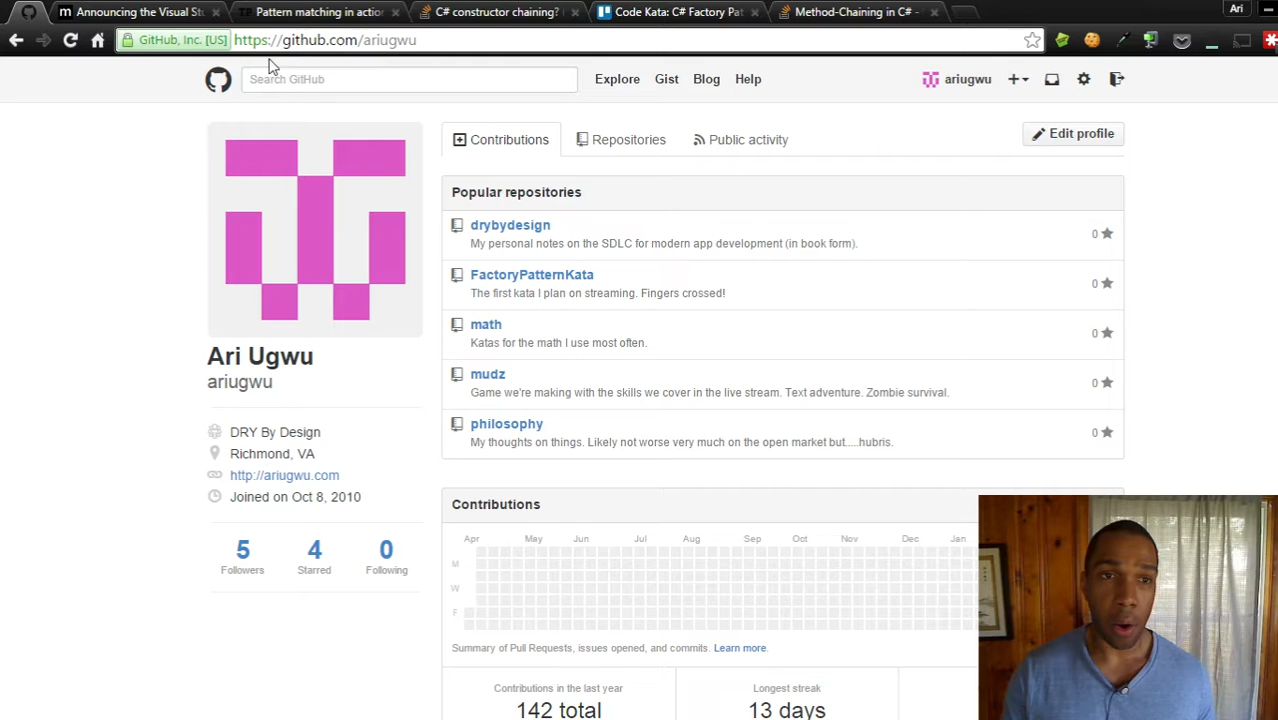 Announcing the Visual Stu
TP Pattern matching in action
C# constructor chaining?
Code Kata: C# Factory Pat
Method-Chaining in C# -
Ari
GitHub, Inc. [US] https://github.com/ariugwu
Search GitHub
Explore Gist Blog Help
ariugwu
Contributions Repositories Public activity
Edit profile
Popular repositories
drybydesign
My personal notes on the SDLC for modern app development (in book form).
0
FactoryPatternKata
The first kata I plan on streaming. Fingers crossed!
0
math
Katas for the math I use most often.
0
mudz
Game we're making with the skills we cover in the live stream. Text adventure. Zombie survival.
0
philosophy
My thoughts on things. Likely not worse very much on the open market but.....hubris.
0
Ari Ugwu
ariugwu
DRY By Design
Richmond, VA
http://ariugwu.com
Joined on Oct 8, 2010
5 4 0
Followers Starred Following
Contributions
Apr May Jun Jul Aug Sep Oct Nov Dec Jan
M
W
F
Summary of Pull Requests, issues opened, and commits. Learn more.
Contributions in the last year
142 total
Longest streak
13 days